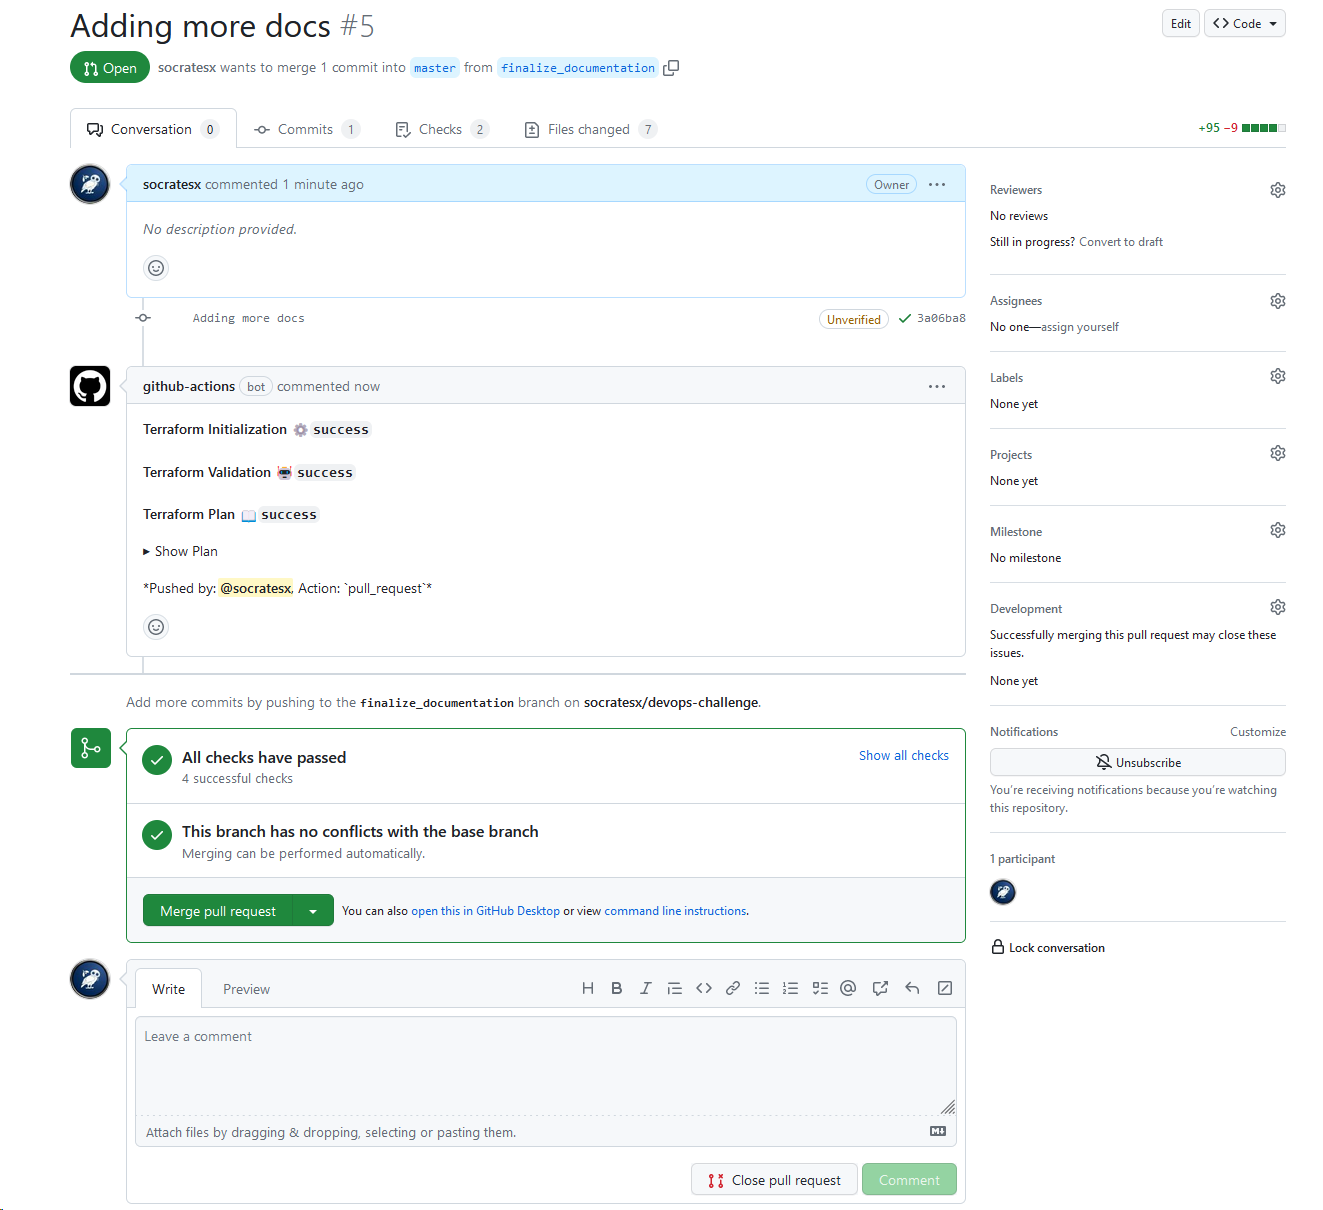 Adding more docs #5
Edit
Code
Open
socratesx wants to merge 1 commit into master from finalize_documentation
Conversation 0
Commits 1
Checks 2
Files changed 7
+95 −9
socratesx commented 1 minute ago
Owner
No description provided.
Adding more docs
Unverified
3a06ba8
github-actions bot commented now
Terraform Initialization ⚙️ success
Terraform Validation 🤖 success
Terraform Plan 📖 success
Show Plan
*Pushed by: @socratesx, Action: `pull_request`*
Add more commits by pushing to the finalize_documentation branch on socratesx/devops-challenge.
All checks have passed
4 successful checks
Show all checks
This branch has no conflicts with the base branch
Merging can be performed automatically.
Merge pull request
You can also open this in GitHub Desktop or view command line instructions.
Write
Preview
H B I
Leave a comment
Attach files by dragging & dropping, selecting or pasting them.
M↓
Close pull request
Comment
Reviewers
No reviews
Still in progress? Convert to draft
Assignees
No one—assign yourself
Labels
None yet
Projects
None yet
Milestone
No milestone
Development
Successfully merging this pull request may close these
issues.
None yet
Notifications
Customize
Unsubscribe
You're receiving notifications because you're watching
this repository.
1 participant
Lock conversation